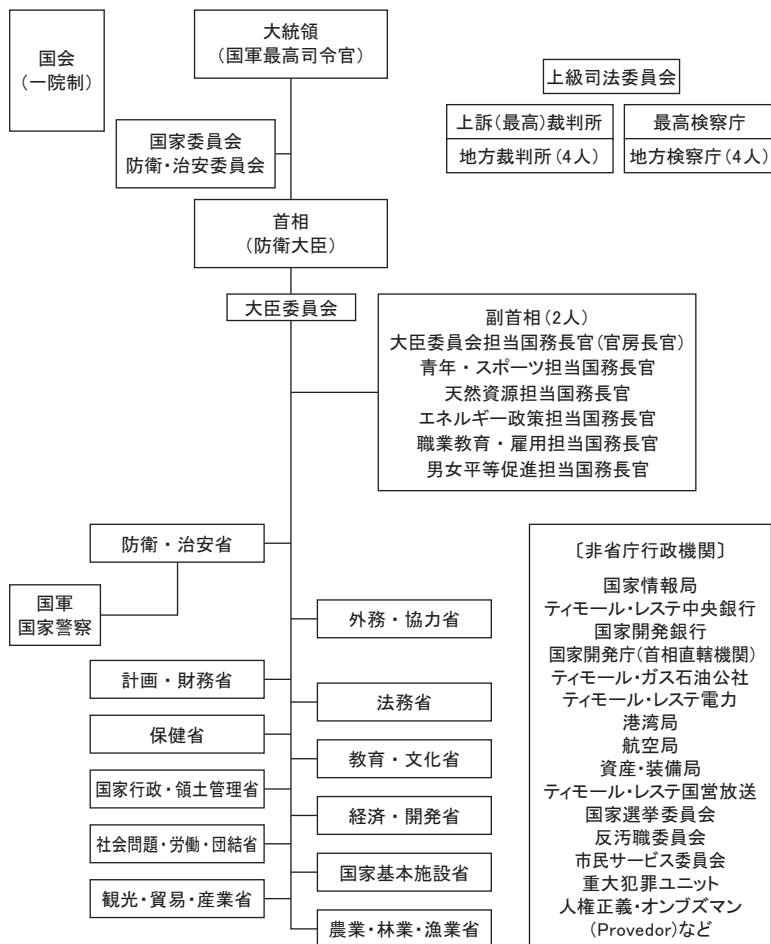 国会
(一院制)
大統領
(国軍最高司令官)
上級司法委員会
上訴(最高)裁判所
地方裁判所(4人)
最高検察庁
地方検察庁(4人)
国家委員会
防衛・治安委員会
首相
(防衛大臣)
大臣委員会
副首相(2人)
大臣委員会担当国務長官(官房長官)
青年・スポーツ担当国務長官
天然資源担当国務長官
エネルギー政策担当国務長官
職業教育・雇用担当国務長官
男女平等促進担当国務長官
防衛・治安省
国軍
国家警察
外務・協力省
計画・財務省
法務省
保健省
教育・文化省
国家行政・領土管理省
経済・開発省
社会問題・労働・団結省
国家基本施設省
観光・貿易・産業省
農業・林業・漁業省
〔非省庁行政機関〕
国家情報局
ティモール・レステ中央銀行
国家開発銀行
国家開発庁(首相直轄機関)
ティモール・ガス石油公社
ティモール・レステ電力
港湾局
航空局
資産・装備局
ティモール・レステ国営放送
国家選挙委員会
反汚職委員会
市民サービス委員会
重大犯罪ユニット
人権正義・オンブズマン
(Provedor)など